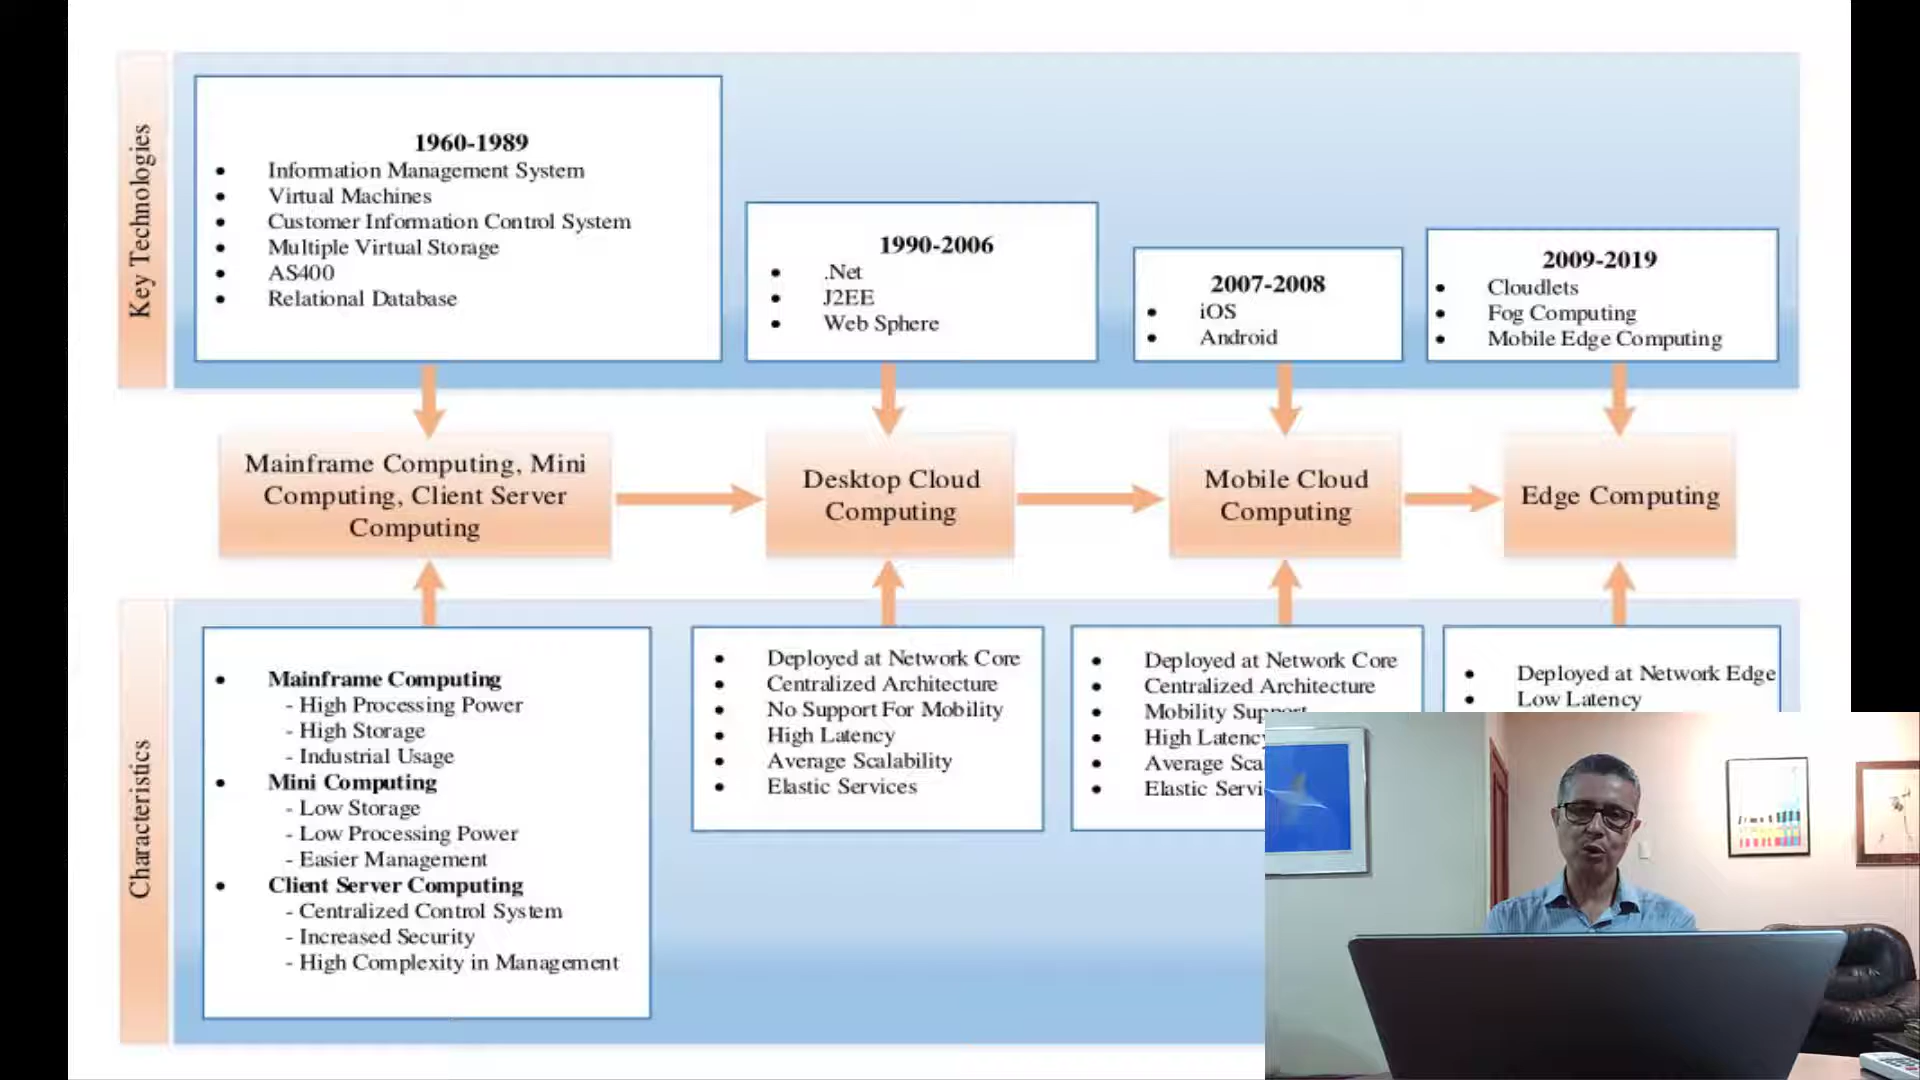 Key Technologies
1960-1989
• Information Management System
• Virtual Machines
• Customer Information Control System
• Multiple Virtual Storage
• AS400
• Relational Database
1990-2006
• .Net
• J2EE
• Web Sphere
2007-2008
• iOS
• Android
2009-2019
• Cloudlets
• Fog Computing
• Mobile Edge Computing
Mainframe Computing, Mini
Computing, Client Server
Computing
Desktop Cloud
Computing
Mobile Cloud
Computing
Edge Computing
Characteristics
• Mainframe Computing
- High Processing Power
- High Storage
- Industrial Usage
• Mini Computing
- Low Storage
- Low Processing Power
- Easier Management
• Client Server Computing
- Centralized Control System
- Increased Security
- High Complexity in Management
• Deployed at Network Core
• Centralized Architecture
• No Support For Mobility
• High Latency
• Average Scalability
• Elastic Services
• Deployed at Network Core
• Centralized Architecture
• Mobility Support
• High Latency
• Average Sca
• Elastic Servi
• Deployed at Network Edge
• Low Latency